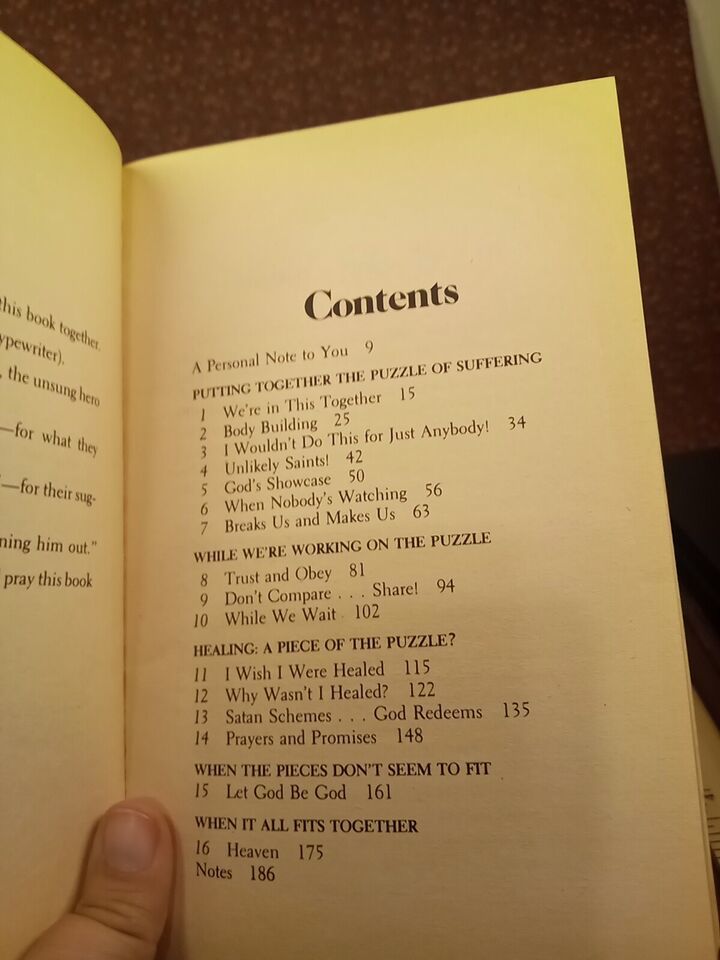 this book together,
ypewriter).
, the unsung hero
—for what they
—for their sug-
ning him out."
pray this book
Contents
A Personal Note to You 9
PUTTING TOGETHER THE PUZZLE OF SUFFERING
1 We're in This Together 15
2 Body Building 25
3 I Wouldn't Do This for Just Anybody! 34
4 Unlikely Saints! 42
5 God's Showcase 50
6 When Nobody's Watching 56
7 Breaks Us and Makes Us 63
WHILE WE'RE WORKING ON THE PUZZLE
8 Trust and Obey 81
9 Don't Compare . . . Share! 94
10 While We Wait 102
HEALING: A PIECE OF THE PUZZLE?
11 I Wish I Were Healed 115
12 Why Wasn't I Healed? 122
13 Satan Schemes . . . God Redeems 135
14 Prayers and Promises 148
WHEN THE PIECES DON'T SEEM TO FIT
15 Let God Be God 161
WHEN IT ALL FITS TOGETHER
16 Heaven 175
Notes 186